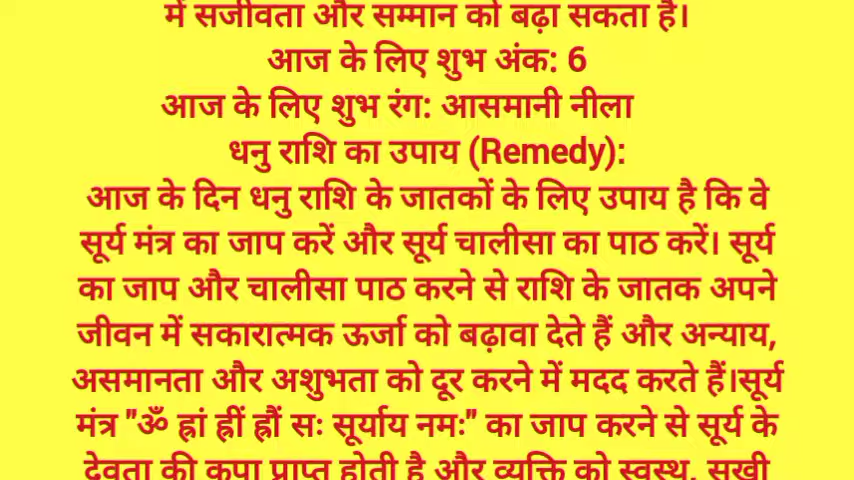 में सजीवता और सम्मान को बढ़ा सकता है।
आज के लिए शुभ अंक: 6
आज के लिए शुभ रंग: आसमानी नीला
धनु राशि का उपाय (Remedy):
आज के दिन धनु राशि के जातकों के लिए उपाय है कि वे
सूर्य मंत्र का जाप करें और सूर्य चालीसा का पाठ करें। सूर्य
का जाप और चालीसा पाठ करने से राशि के जातक अपने
जीवन में सकारात्मक ऊर्जा को बढ़ावा देते हैं और अन्याय,
असमानता और अशुभता को दूर करने में मदद करते हैं।सूर्य
मंत्र "ॐ ह्रां ह्रीं ह्रौं सः सूर्याय नमः" का जाप करने से सूर्य के
देवता की कृपा प्राप्त होती है और व्यक्ति को स्वस्थ, सुखी